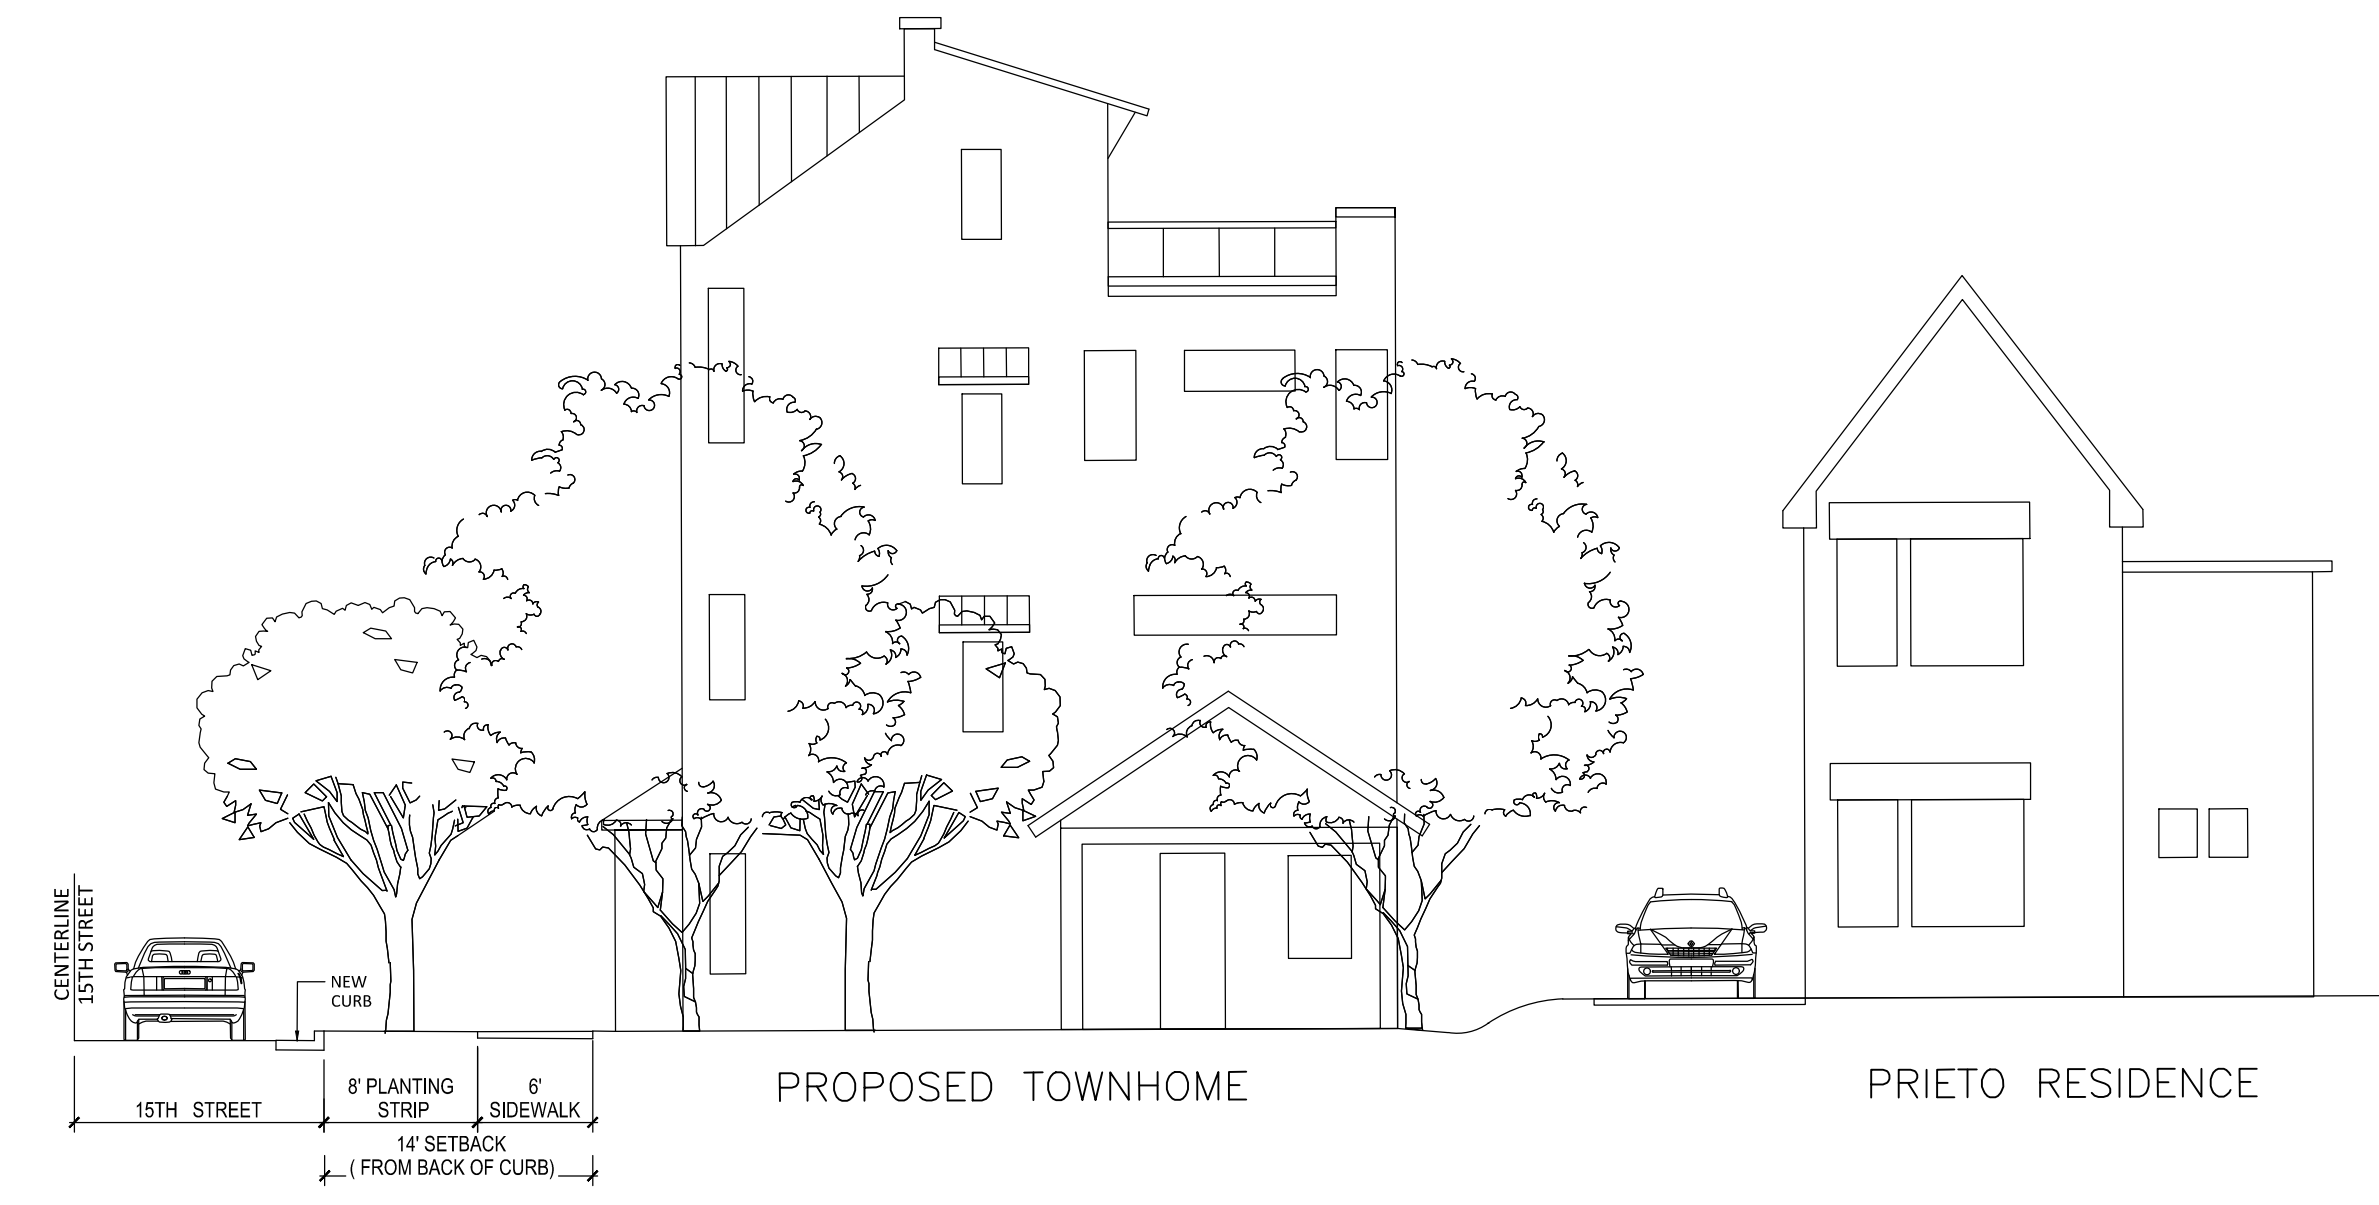 CENTERLINE
15TH STREET
NEW
CURB
8' PLANTING
STRIP
6'
SIDEWALK
15TH STREET
14' SETBACK
( FROM BACK OF CURB)
PROPOSED TOWNHOME
PRIETO RESIDENCE